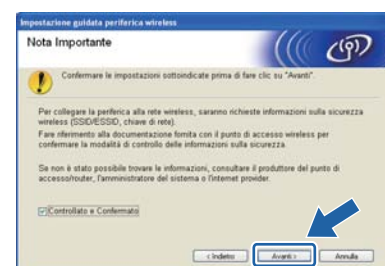 Impostazione guidata periferica wireless
Nota Importante
Confermare le impostazioni sottoindicate prima di fare clic su "Avanti".
Per collegare la periferica alla rete wireless, saranno richieste informazioni sulla sicurezza
wireless (SSID/ESSID, chiave di rete).
Fare riferimento alla documentazione fornita con il punto di accesso wireless per
confermare la modalità di controllo delle informazioni sulla sicurezza.
Se non è stato possibile trovare le informazioni, consultare il produttore del punto di
accesso/router, l'amministratore del sistema o l'internet provider.
Controllato e Confermato
< Indietro
Avanti >
Annulla